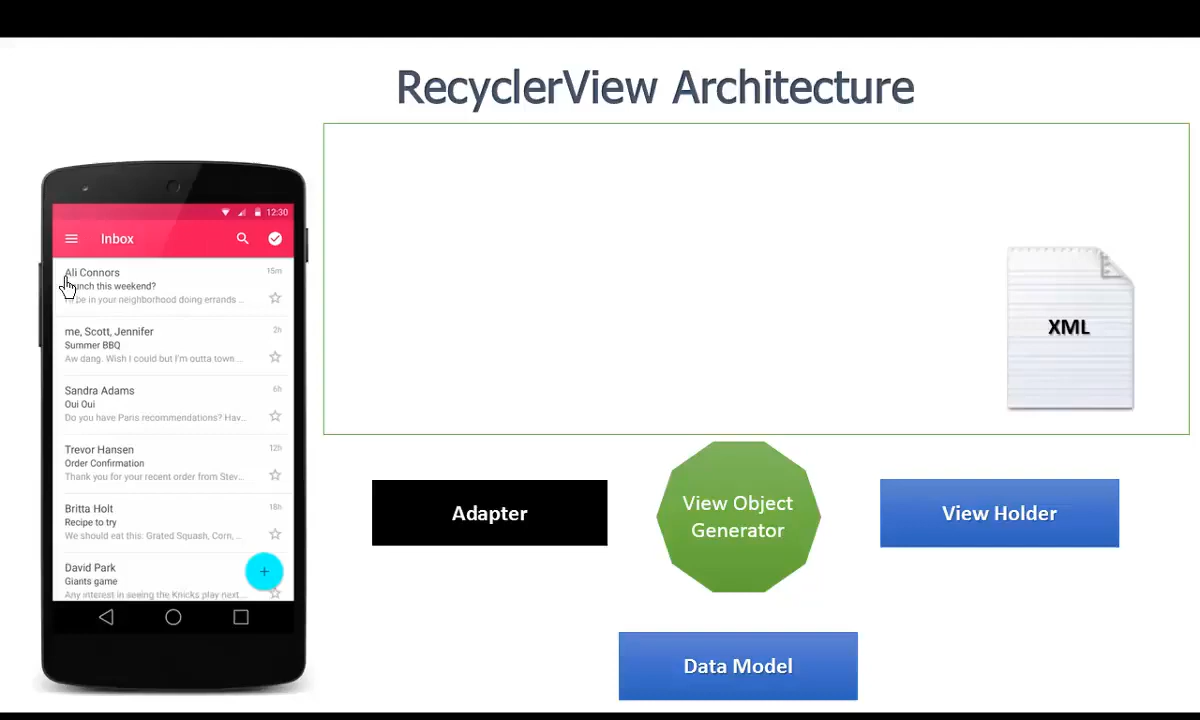 RecyclerView Architecture
12:30
Inbox
Ali Connors 15m
unch this weekend?
I'll be in your neighborhood doing errands ...
me, Scott, Jennifer 2h
Summer BBQ
Aw dang. Wish I could but I'm outta town ...
Sandra Adams 6h
Oui Oui
Do you have Paris recommendations? Hav...
Trevor Hansen 12h
Order Confirmation
Thank you for your recent order from Stev...
Britta Holt 18h
Recipe to try
We should eat this: Grated Squash, Corn, ...
David Park
Giants game
Any interest in seeing the Knicks play next...
+
XML
Adapter
View Object
Generator
View Holder
Data Model